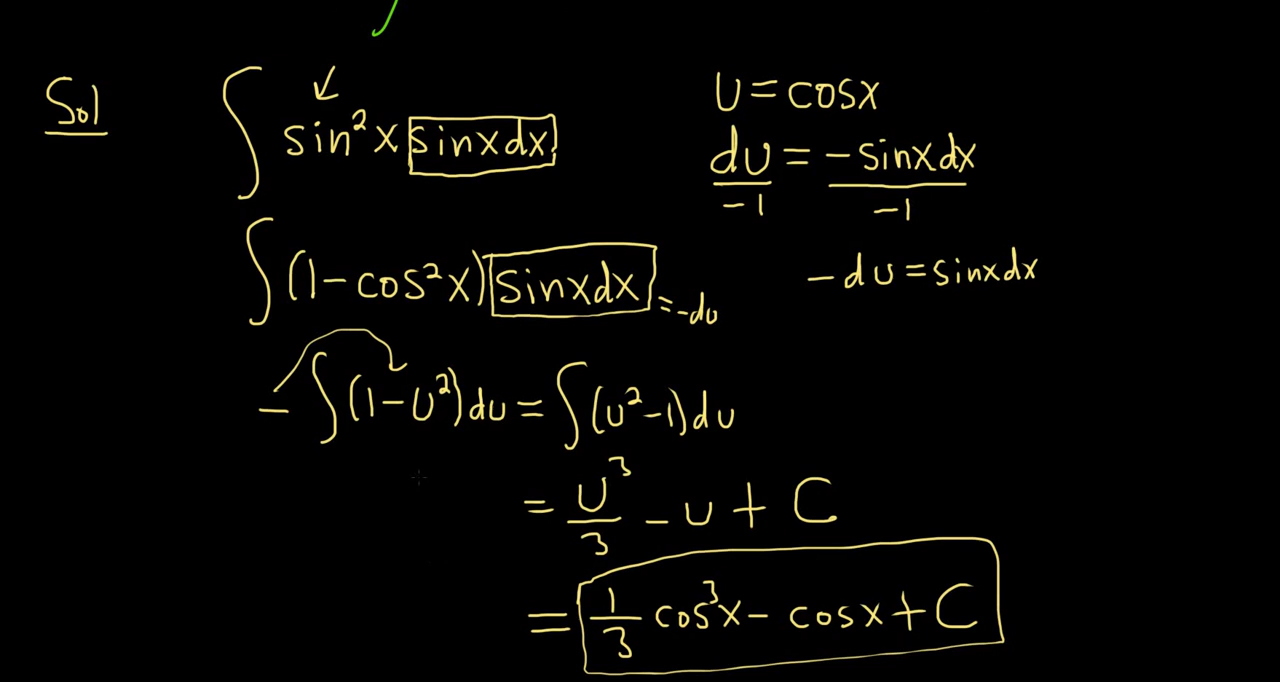 Sol
∫ sin²x sinxdx
u = cosx
du/-1 = -sinxdx/-1
∫ (1-cos²x) sinxdx = -du
-du = sinxdx
-∫(1-u²)du = ∫(u²-1)du
= u³/3 - u + C
= 1/3 cos³x - cosx + C